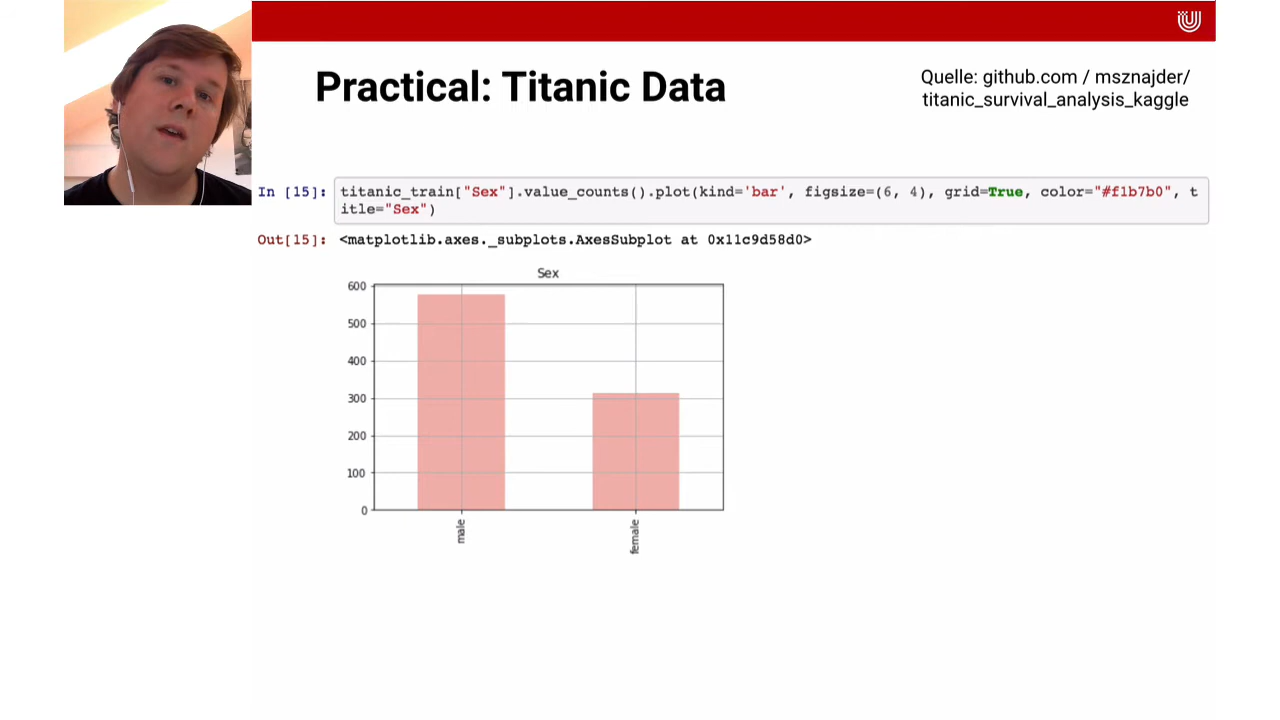 Practical: Titanic Data
Quelle: github.com / msznajder/
titanic_survival_analysis_kaggle
In [15]: titanic_train["Sex"].value_counts().plot(kind='bar', figsize=(6, 4), grid=True, color="#f1b7b0", t
itle="Sex")
Out[15]: <matplotlib.axes._subplots.AxesSubplot at 0x11c9d58d0>
Sex
600
500
400
300
200
100
0
male
female